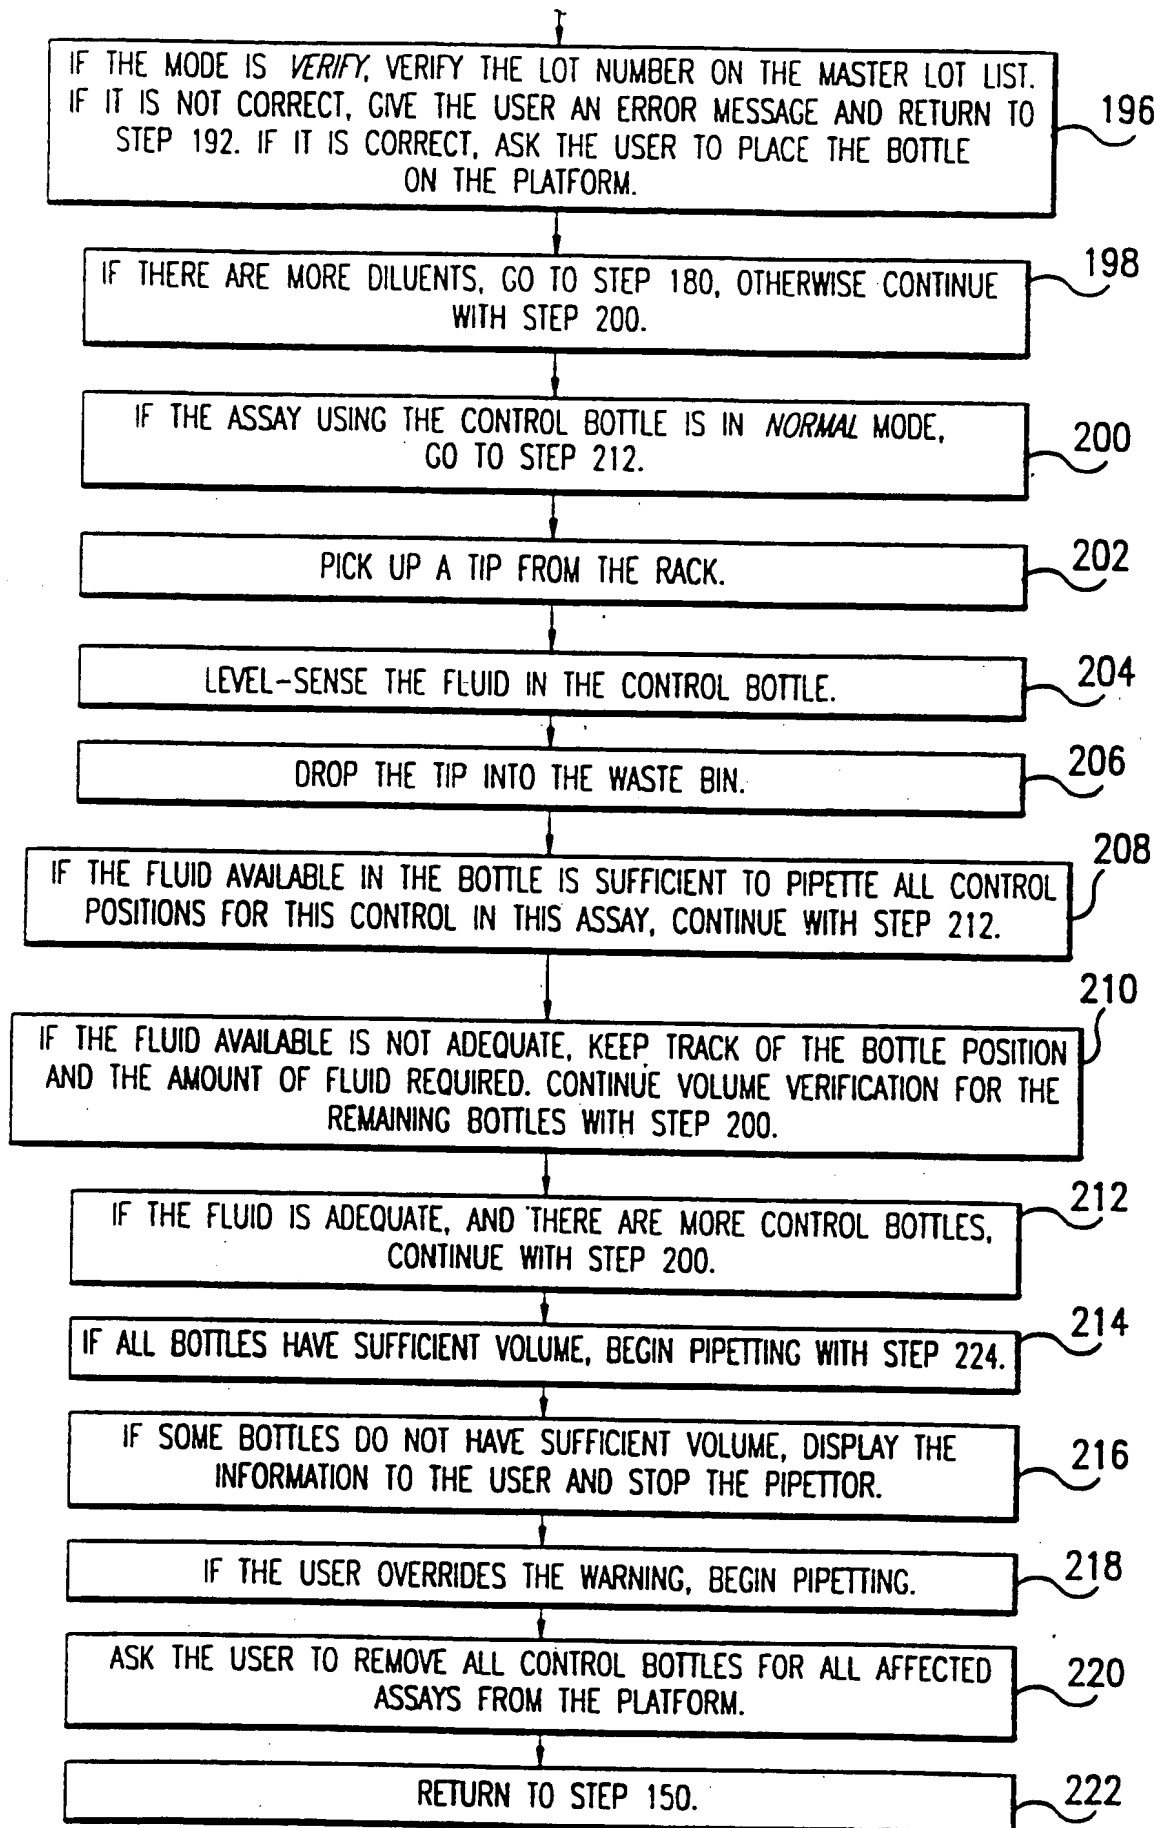 IF THE MODE IS VERIFY, VERIFY THE LOT NUMBER ON THE MASTER LOT LIST.
IF IT IS NOT CORRECT, GIVE THE USER AN ERROR MESSAGE AND RETURN TO
STEP 192. IF IT IS CORRECT, ASK THE USER TO PLACE THE BOTTLE
ON THE PLATFORM.
196
IF THERE ARE MORE DILUENTS, GO TO STEP 180, OTHERWISE CONTINUE
WITH STEP 200.
198
IF THE ASSAY USING THE CONTROL BOTTLE IS IN NORMAL MODE,
GO TO STEP 212.
200
PICK UP A TIP FROM THE RACK.
202
LEVEL-SENSE THE FLUID IN THE CONTROL BOTTLE.
204
DROP THE TIP INTO THE WASTE BIN.
206
IF THE FLUID AVAILABLE IN THE BOTTLE IS SUFFICIENT TO PIPETTE ALL CONTROL
POSITIONS FOR THIS CONTROL IN THIS ASSAY, CONTINUE WITH STEP 212.
208
IF THE FLUID AVAILABLE IS NOT ADEQUATE, KEEP TRACK OF THE BOTTLE POSITION
AND THE AMOUNT OF FLUID REQUIRED. CONTINUE VOLUME VERIFICATION FOR THE
REMAINING BOTTLES WITH STEP 200.
210
IF THE FLUID IS ADEQUATE, AND THERE ARE MORE CONTROL BOTTLES,
CONTINUE WITH STEP 200.
212
IF ALL BOTTLES HAVE SUFFICIENT VOLUME, BEGIN PIPETTING WITH STEP 224.
214
IF SOME BOTTLES DO NOT HAVE SUFFICIENT VOLUME, DISPLAY THE
INFORMATION TO THE USER AND STOP THE PIPETTOR.
216
IF THE USER OVERRIDES THE WARNING, BEGIN PIPETTING.
218
ASK THE USER TO REMOVE ALL CONTROL BOTTLES FOR ALL AFFECTED
ASSAYS FROM THE PLATFORM.
220
RETURN TO STEP 150.
222